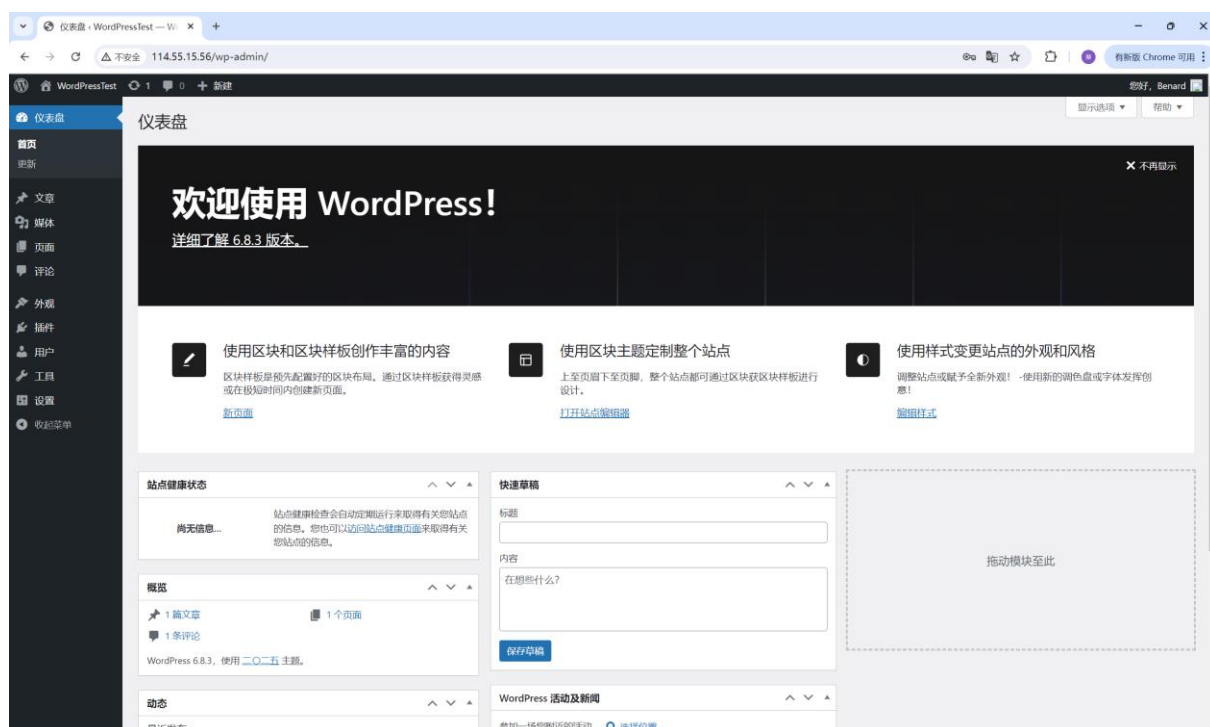 仪表盘 ‹ WordPressTest — W
不安全 114.55.15.56/wp-admin/
有新版 Chrome 可用
WordPressTest 1 0 新建
您好, Benard
仪表盘
首页
更新
文章
媒体
页面
评论
外观
插件
用户
工具
设置
收起菜单
仪表盘
显示选项 帮助
不再显示
欢迎使用 WordPress!
详细了解 6.8.3 版本。
使用区块和区块样板创作丰富的内容
区块样板是预先配置好的区块布局。通过区块样板获得灵感
或在极短时间内创建新页面。
新页面
使用区块主题定制整个站点
上至页眉下至页脚，整个站点都可通过区块获区块样板进行
设计。
打开站点编辑器
使用样式变更站点的外观和风格
调整站点或赋予全新外观！ -使用新的调色盘或字体发挥创
意！
编辑样式
站点健康状态
尚无信息...
站点健康检查会自动定期运行来取得有关您站点
的信息。您也可以访问站点健康页面来取得有关
您站点的信息。
概览
1 篇文章
1 个页面
1 条评论
WordPress 6.8.3，使用 二〇二五 主题。
动态
快速草稿
标题
内容
在想些什么?
保存草稿
WordPress 活动及新闻
选择位置
拖动模块至此